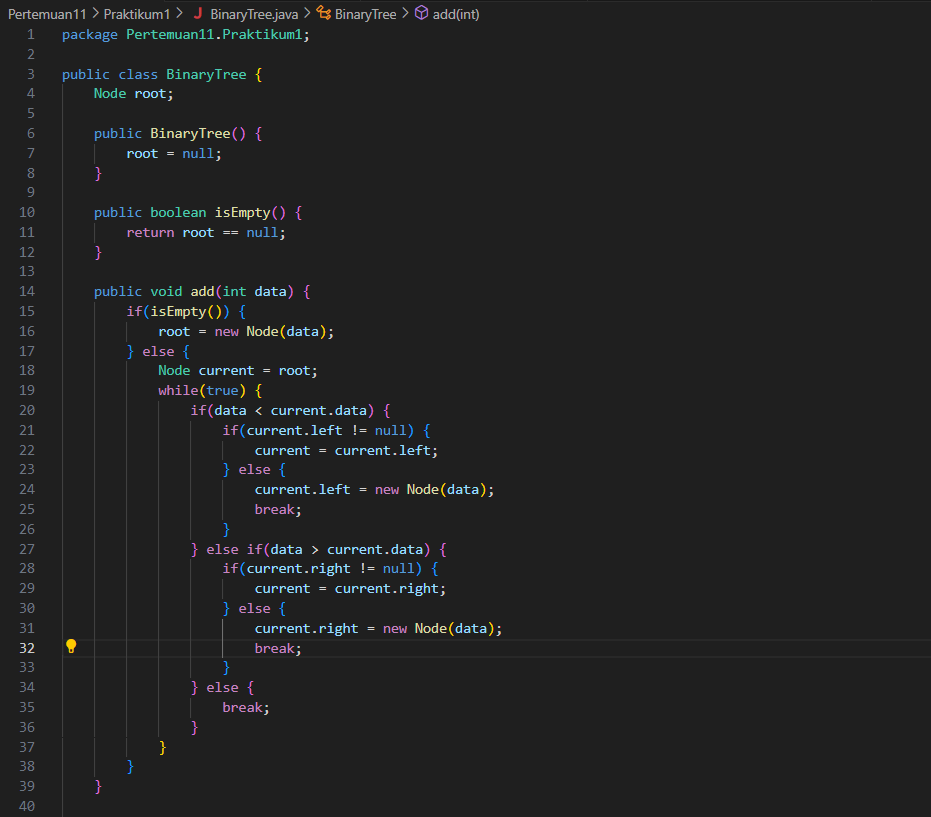 Pertemuan11 > Praktikum1 > J BinaryTree.java > BinaryTree > add(int)
1 package Pertemuan11.Praktikum1;
2
3 public class BinaryTree {
4     Node root;
5
6     public BinaryTree() {
7         root = null;
8     }
9
10     public boolean isEmpty() {
11         return root == null;
12     }
13
14     public void add(int data) {
15         if(isEmpty()) {
16             root = new Node(data);
17         } else {
18             Node current = root;
19             while(true) {
20                 if(data < current.data) {
21                     if(current.left != null) {
22                         current = current.left;
23                     } else {
24                         current.left = new Node(data);
25                         break;
26                     }
27                 } else if(data > current.data) {
28                     if(current.right != null) {
29                         current = current.right;
30                     } else {
31                         current.right = new Node(data);
32                         break;
33                     }
34                 } else {
35                     break;
36                 }
37             }
38         }
39     }
40